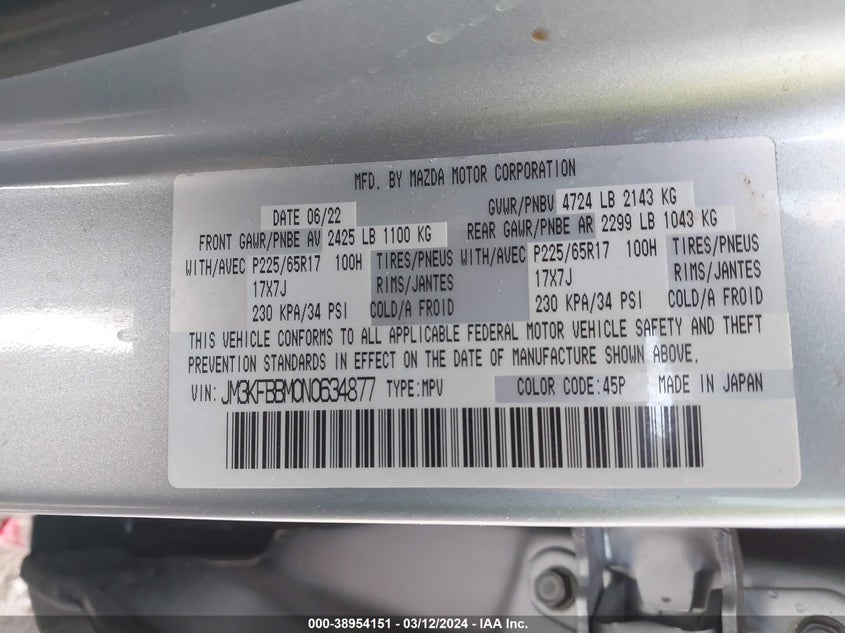 MFD. BY MAZDA MOTOR CORPORATION
DATE 06/22 GVWR/PNBV 4724 LB 2143 KG
FRONT GAWR/PNBE AV 2425 LB 1100 KG REAR GAWR/PNBE AR 2299 LB 1043 KG
WITH/AVEC P225/65R17 100H TIRES/PNEUS WITH/AVEC P225/65R17 100H TIRES/PNEUS
17X7J RIMS/JANTES 17X7J RIMS/JANTES
230 KPA/34 PSI COLD/A FROID 230 KPA/34 PSI COLD/A FROID
THIS VEHICLE CONFORMS TO ALL APPLICABLE FEDERAL MOTOR VEHICLE SAFETY AND THEFT
PREVENTION STANDARDS IN EFFECT ON THE DATE OF MANUFACTURE SHOWN ABOVE.
VIN: JM3KFBBM0N0634877 TYPE:MPV COLOR CODE:45P MADE IN JAPAN
000-38954151 - 03/12/2024 - IAA Inc.